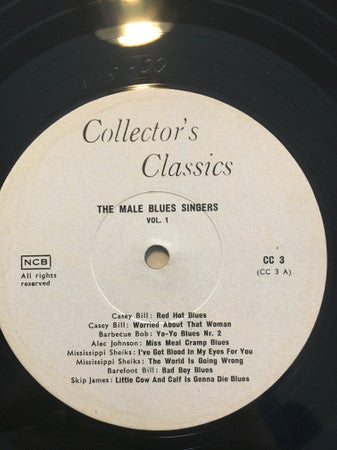 Collector's
Classics
THE MALE BLUES SINGERS
VOL. 1
NCB
All rights
reserved
CC 3
(CC 3 A)
Casey Bill: Red Hot Blues
Casey Bill: Worried About That Woman
Barbecue Bob: Yo-Yo Blues Nr. 2
Alec Johnson: Miss Meal Cramp Blues
Mississippi Sheiks: I've Got Blood In My Eyes For You
Mississippi Sheiks: The World Is Going Wrong
Barefoot Bill: Bad Boy Blues
Skip James: Little Cow And Calf Is Gonna Die Blues